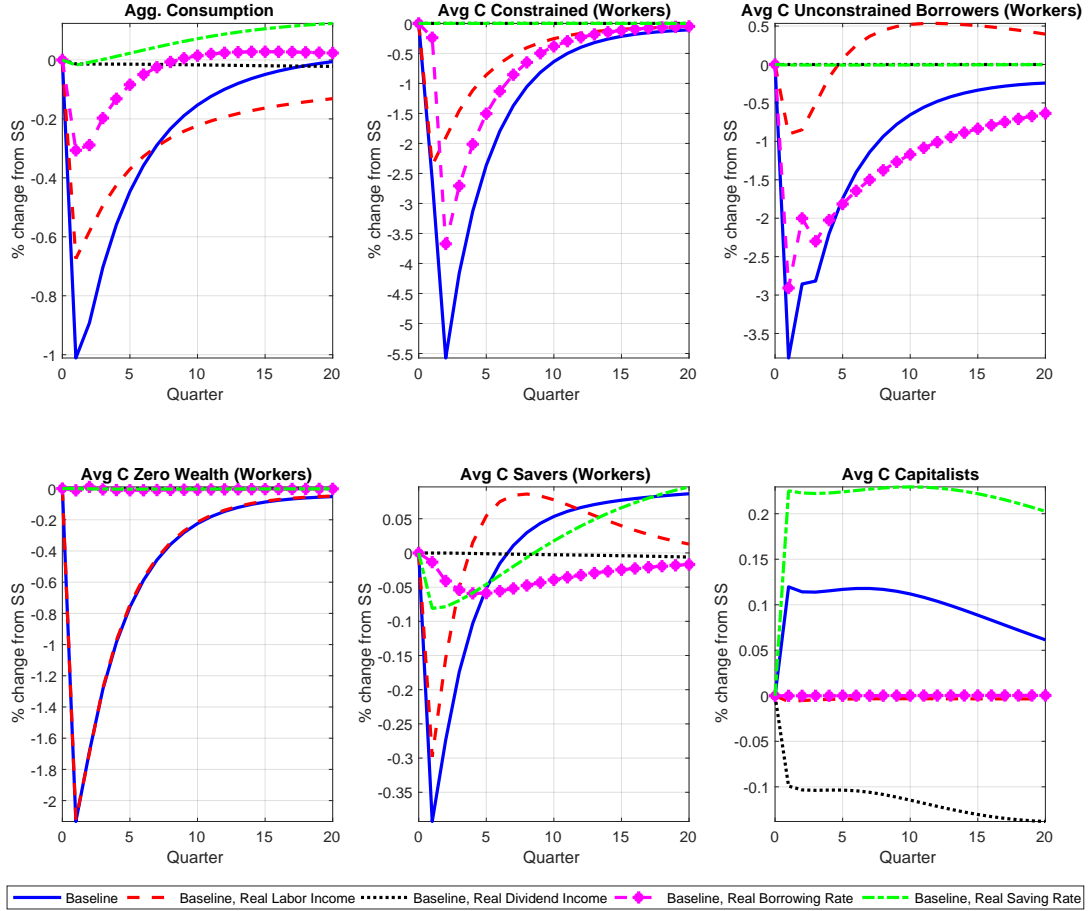 Agg. Consumption
Avg C Constrained (Workers)
Avg C Unconstrained Borrowers (Workers)
% change from SS
0
-0.2
-0.4
-0.6
-0.8
-1
0 5 10 15 20
Quarter
% change from SS
0
-0.5
-1
-1.5
-2
-2.5
-3
-3.5
-4
-4.5
-5
-5.5
0 5 10 15 20
Quarter
% change from SS
0.5
0
-0.5
-1
-1.5
-2
-2.5
-3
-3.5
0 5 10 15 20
Quarter
Avg C Zero Wealth (Workers)
Avg C Savers (Workers)
Avg C Capitalists
% change from SS
0
-0.2
-0.4
-0.6
-0.8
-1
-1.2
-1.4
-1.6
-1.8
-2
0 5 10 15 20
Quarter
% change from SS
0.05
0
-0.05
-0.1
-0.15
-0.2
-0.25
-0.3
-0.35
0 5 10 15 20
Quarter
% change from SS
0.2
0.15
0.1
0.05
0
-0.05
-0.1
0 5 10 15 20
Quarter
Baseline Baseline, Real Labor Income Baseline, Real Dividend Income Baseline, Real Borrowing Rate Baseline, Real Saving Rate